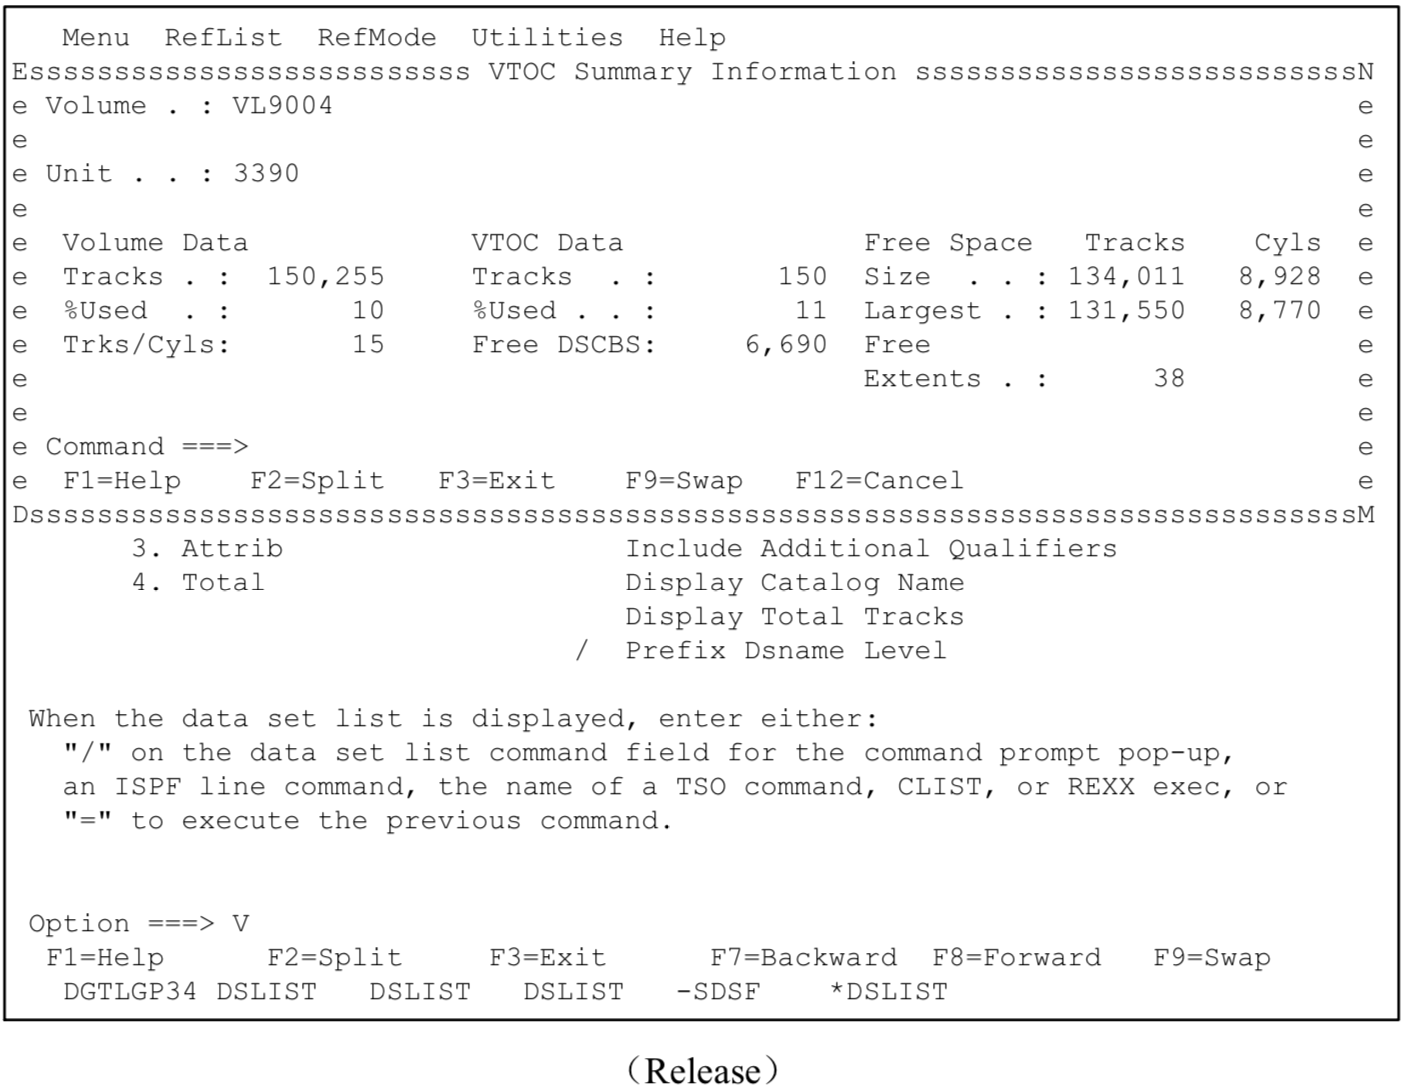 Menu RefList RefMode Utilities Help
Essssssssssssssssssssssssss VTOC Summary Information ssssssssssssssssssssssssssN
e Volume . : VL9004 e
e e
e Unit . . : 3390 e
e e
e Volume Data VTOC Data Free Space Tracks Cyls e
e Tracks . : 150,255 Tracks . : 150 Size . . : 134,011 8,928 e
e %Used . : 10 %Used . . : 11 Largest . : 131,550 8,770 e
e Trks/Cyls: 15 Free DSCBS: 6,690 Free e
e Extents . : 38 e
e e
e Command ===> e
e F1=Help F2=Split F3=Exit F9=Swap F12=Cancel e
DssssssssssssssssssssssssssssssssssssssssssssssssssssssssssssssssssssssssssssssM
3. Attrib Include Additional Qualifiers
4. Total Display Catalog Name
Display Total Tracks
/ Prefix Dsname Level
When the data set list is displayed, enter either:
"/" on the data set list command field for the command prompt pop-up,
an ISPF line command, the name of a TSO command, CLIST, or REXX exec, or
"=" to execute the previous command.
Option ===> V
F1=Help F2=Split F3=Exit F7=Backward F8=Forward F9=Swap
DGTLGP34 DSLIST DSLIST DSLIST -SDSF *DSLIST
（Release）